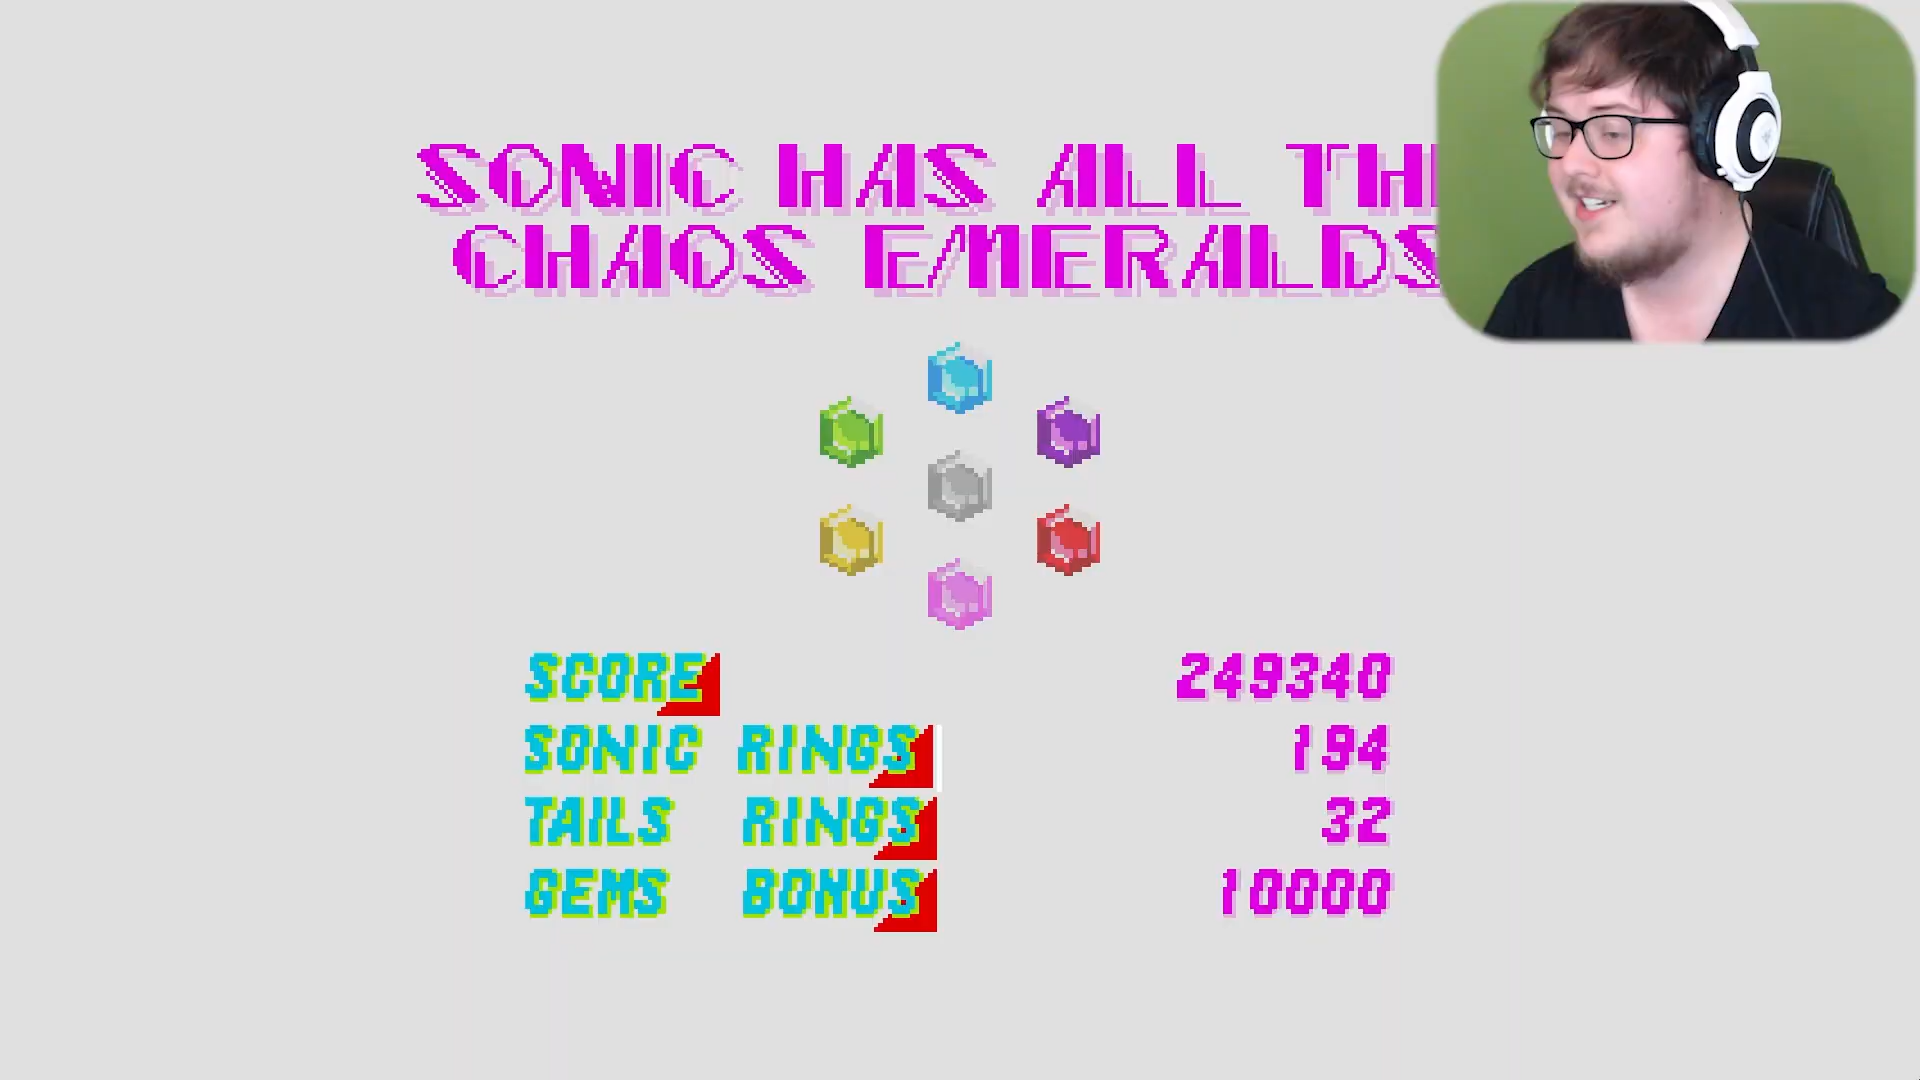 SONIC HAS ALL TH
CHAOS EMERALDS
SCORE 249340
SONIC RINGS 194
TAILS RINGS 32
GEMS BONUS 10000